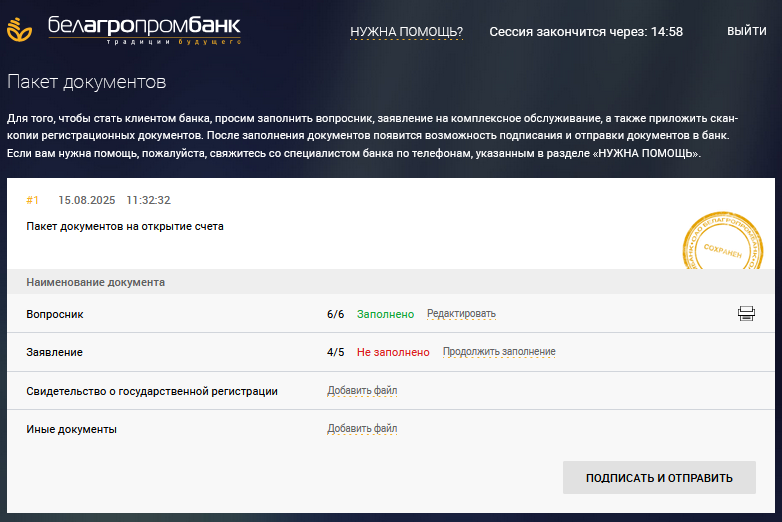 белагропромбанк
традиции будущего
НУЖНА ПОМОЩЬ?
Сессия закончится через: 14:58
ВЫЙТИ
Пакет документов
Для того, чтобы стать клиентом банка, просим заполнить вопросник, заявление на комплексное обслуживание, а также приложить скан-
копии регистрационных документов. После заполнения документов появится возможность подписания и отправки документов в банк.
Если вам нужна помощь, пожалуйста, свяжитесь со специалистом банка по телефонам, указанным в разделе «НУЖНА ПОМОЩЬ».
#1 15.08.2025 11:32:32
Пакет документов на открытие счета
СОХРАНЕН
Наименование документа
Вопросник 6/6 Заполнено Редактировать
Заявление 4/5 Не заполнено Продолжить заполнение
Свидетельство о государственной регистрации Добавить файл
Иные документы Добавить файл
ПОДПИСАТЬ И ОТПРАВИТЬ